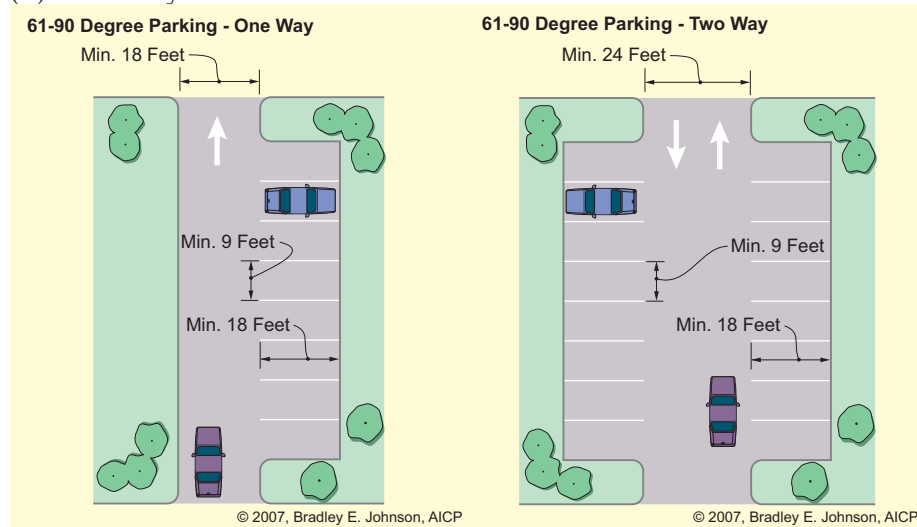 61-90 Degree Parking - One Way
Min. 18 Feet
Min. 9 Feet
Min. 18 Feet
© 2007, Bradley E. Johnson, AICP
61-90 Degree Parking - Two Way
Min. 24 Feet
Min. 9 Feet
Min. 18 Feet
© 2007, Bradley E. Johnson, AICP